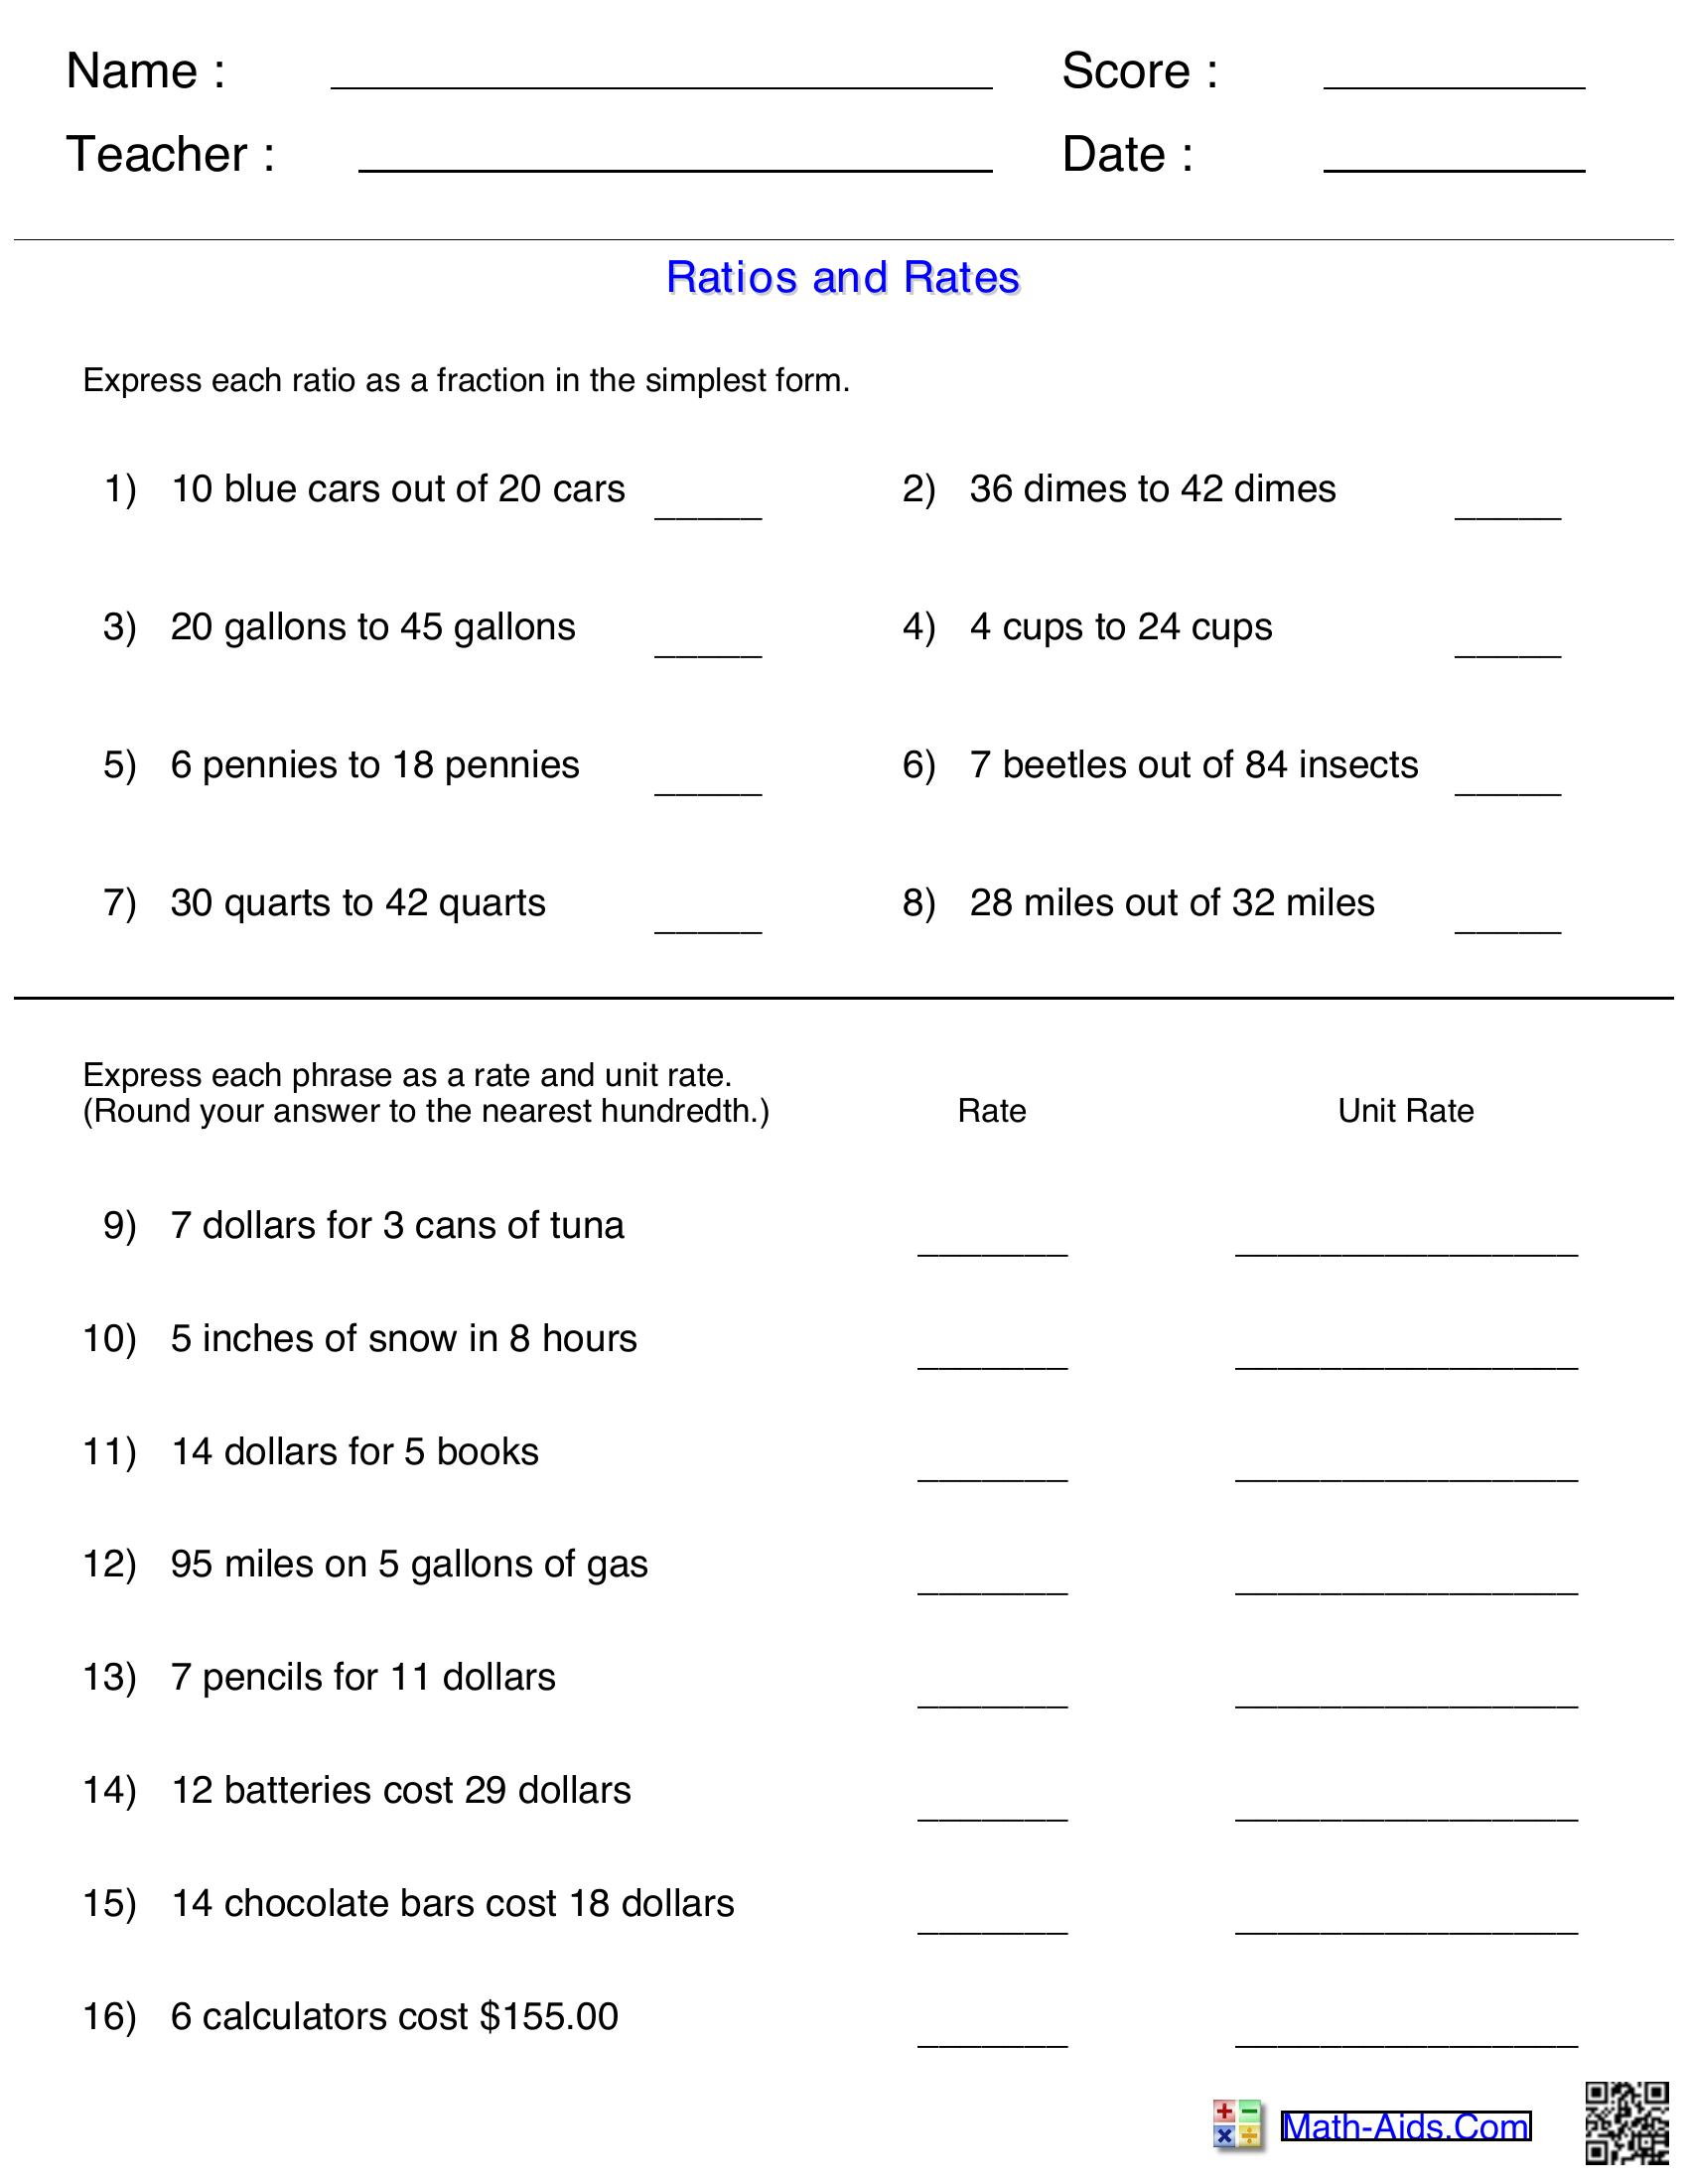 Name : ____________ Score : ______
Teacher : ____________ Date : ______
Ratios and Rates
Express each ratio as a fraction in the simplest form.
1) 10 blue cars out of 20 cars _____ 2) 36 dimes to 42 dimes _____
3) 20 gallons to 45 gallons _____ 4) 4 cups to 24 cups _____
5) 6 pennies to 18 pennies _____ 6) 7 beetles out of 84 insects _____
7) 30 quarts to 42 quarts _____ 8) 28 miles out of 32 miles _____
Express each phrase as a rate and unit rate.
(Round your answer to the nearest hundredth.) Rate Unit Rate
9) 7 dollars for 3 cans of tuna _______ ________________
10) 5 inches of snow in 8 hours _______ ________________
11) 14 dollars for 5 books _______ ________________
12) 95 miles on 5 gallons of gas _______ ________________
13) 7 pencils for 11 dollars _______ ________________
14) 12 batteries cost 29 dollars _______ ________________
15) 14 chocolate bars cost 18 dollars _______ ________________
16) 6 calculators cost $155.00 _______ ________________
Math-Aids.Com